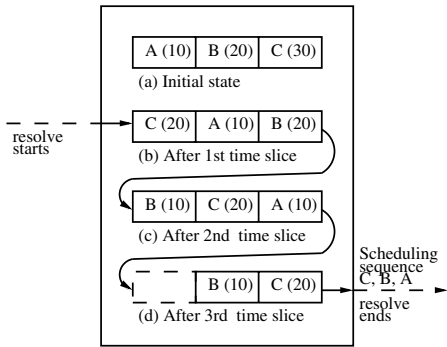 A (10) B (20) C (30)
(a) Initial state
resolve
starts
C (20) A (10) B (20)
(b) After 1st time slice
B (10) C (20) A (10)
(c) After 2nd time slice
Scheduling
sequence
C, B, A
resolve
ends
B (10) C (20)
(d) After 3rd time slice